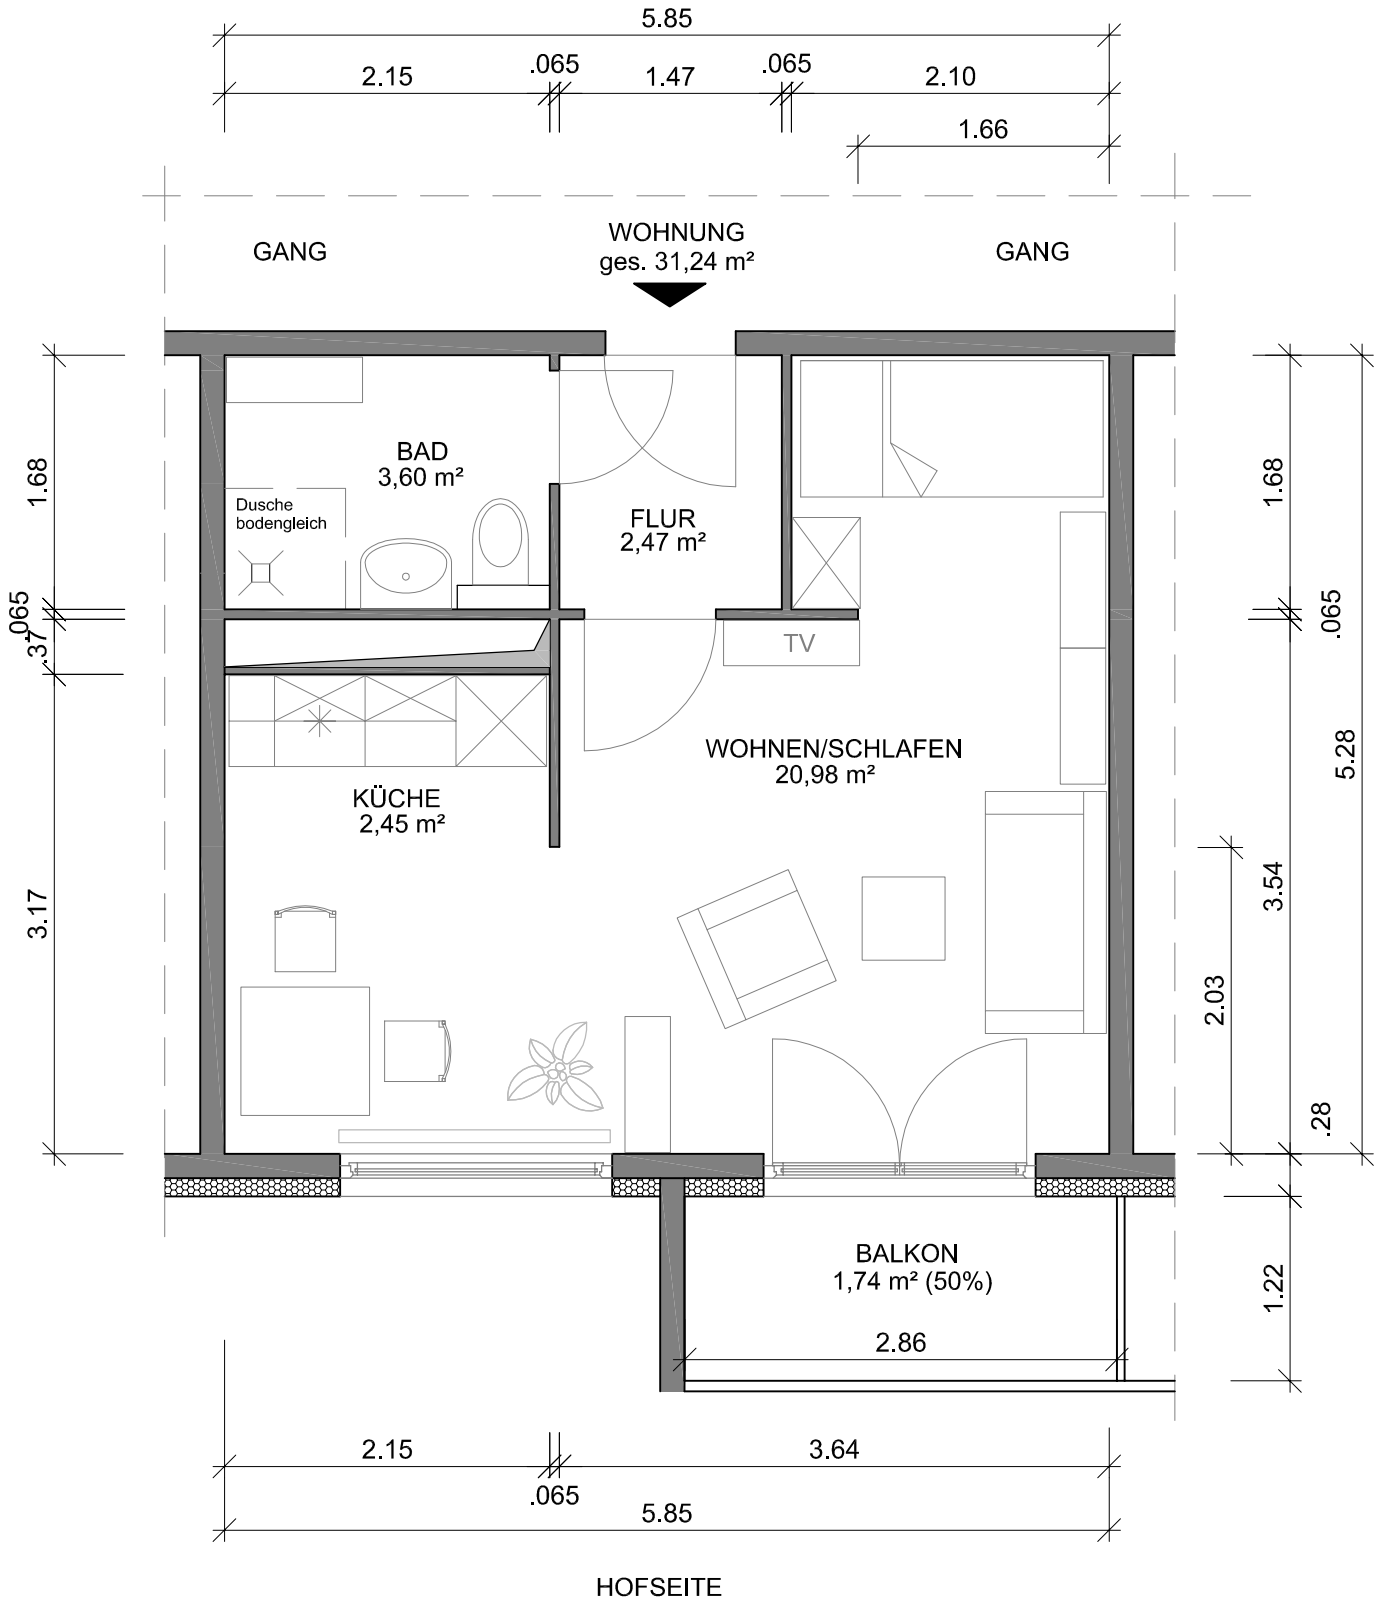 5.85
2.15
.065
1.47
.065
2.10
1.66
GANG
WOHNUNG
ges. 31,24 m²
GANG
1.68
.065
.37
3.17
BAD
3,60 m²
Dusche
bodengleich
FLUR
2,47 m²
TV
WOHNEN/SCHLAFEN
20,98 m²
KÜCHE
2,45 m²
1.68
.065
5.28
3.54
2.03
.28
1.22
BALKON
1,74 m² (50%)
2.86
2.15
.065
3.64
5.85
HOFSEITE